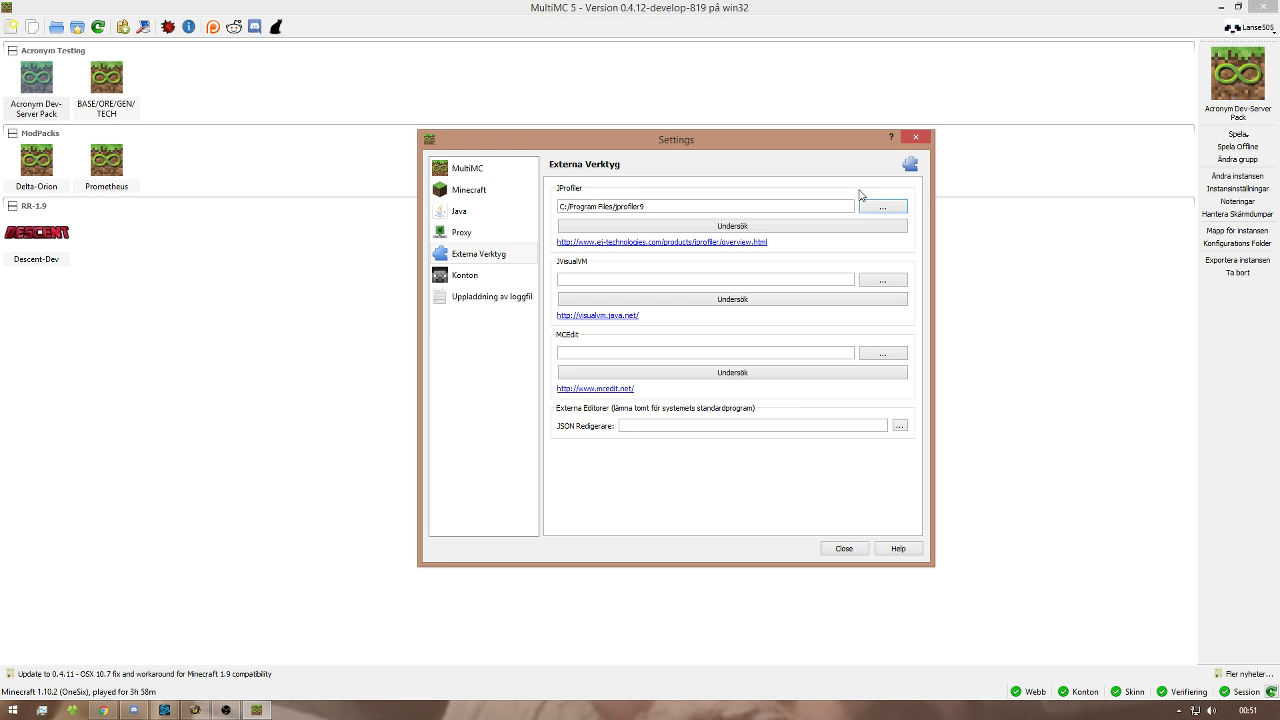 MultiMC 5 - Version 0.4.12-develop-819 på win32
Lanse505
Acronym Testing
Acronym Dev-
Server Pack
BASE/ORE/GEN/
TECH
ModPacks
Delta-Orion
Prometheus
RR-1.9
DESCENT
Descent-Dev
Settings
MultiMC
Minecraft
Java
Proxy
Externa Verktyg
Konton
Uppladdning av loggfil
Externa Verktyg
JProfiler
C:/Program Files/jprofiler9
...
Undersök
http://www.ej-technologies.com/products/jprofiler/overview.html
JVisualVM
...
Undersök
http://visualvm.java.net/
MCEdit
...
Undersök
http://www.mcedit.net/
Externa Editorer (lämna tomt för systemets standardprogram)
JSON Redigerare:
...
Close
Help
Acronym Dev-Server
Pack
Spela
Spela Offline
Ändra grupp
Ändra instansen
Instansinställningar
Noteringar
Hantera Skärmdumpar
Mapp för instansen
Konfigurations Folder
Exportera instansen
Ta bort
Update to 0.4.11 - OSX 10.7 fix and workaround for Minecraft 1.9 compatibility
Fler nyheter...
Minecraft 1.10.2 (OneSix), played for 3h 58m
Webb
Konton
Skinn
Verifiering
Session
00:51